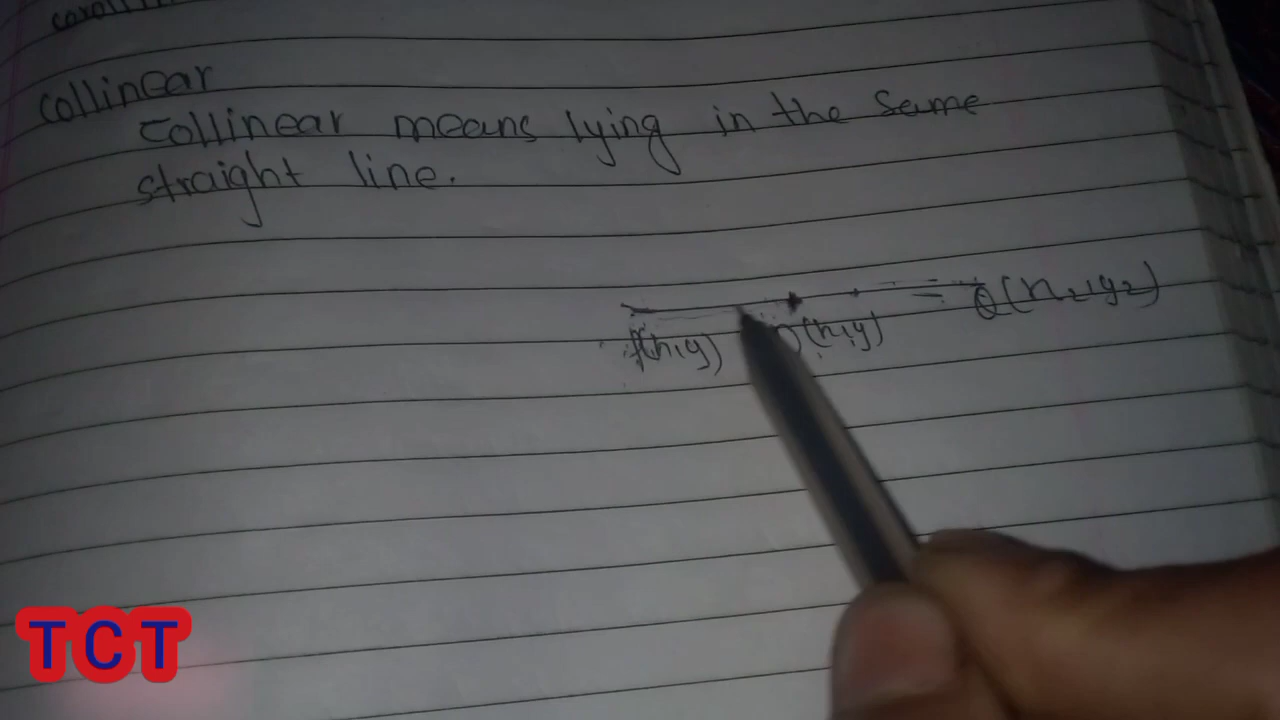 collinear
collinear means lying in the same
straight line.
= Q(x2,y2)
(x,y) (x,y)
TCT